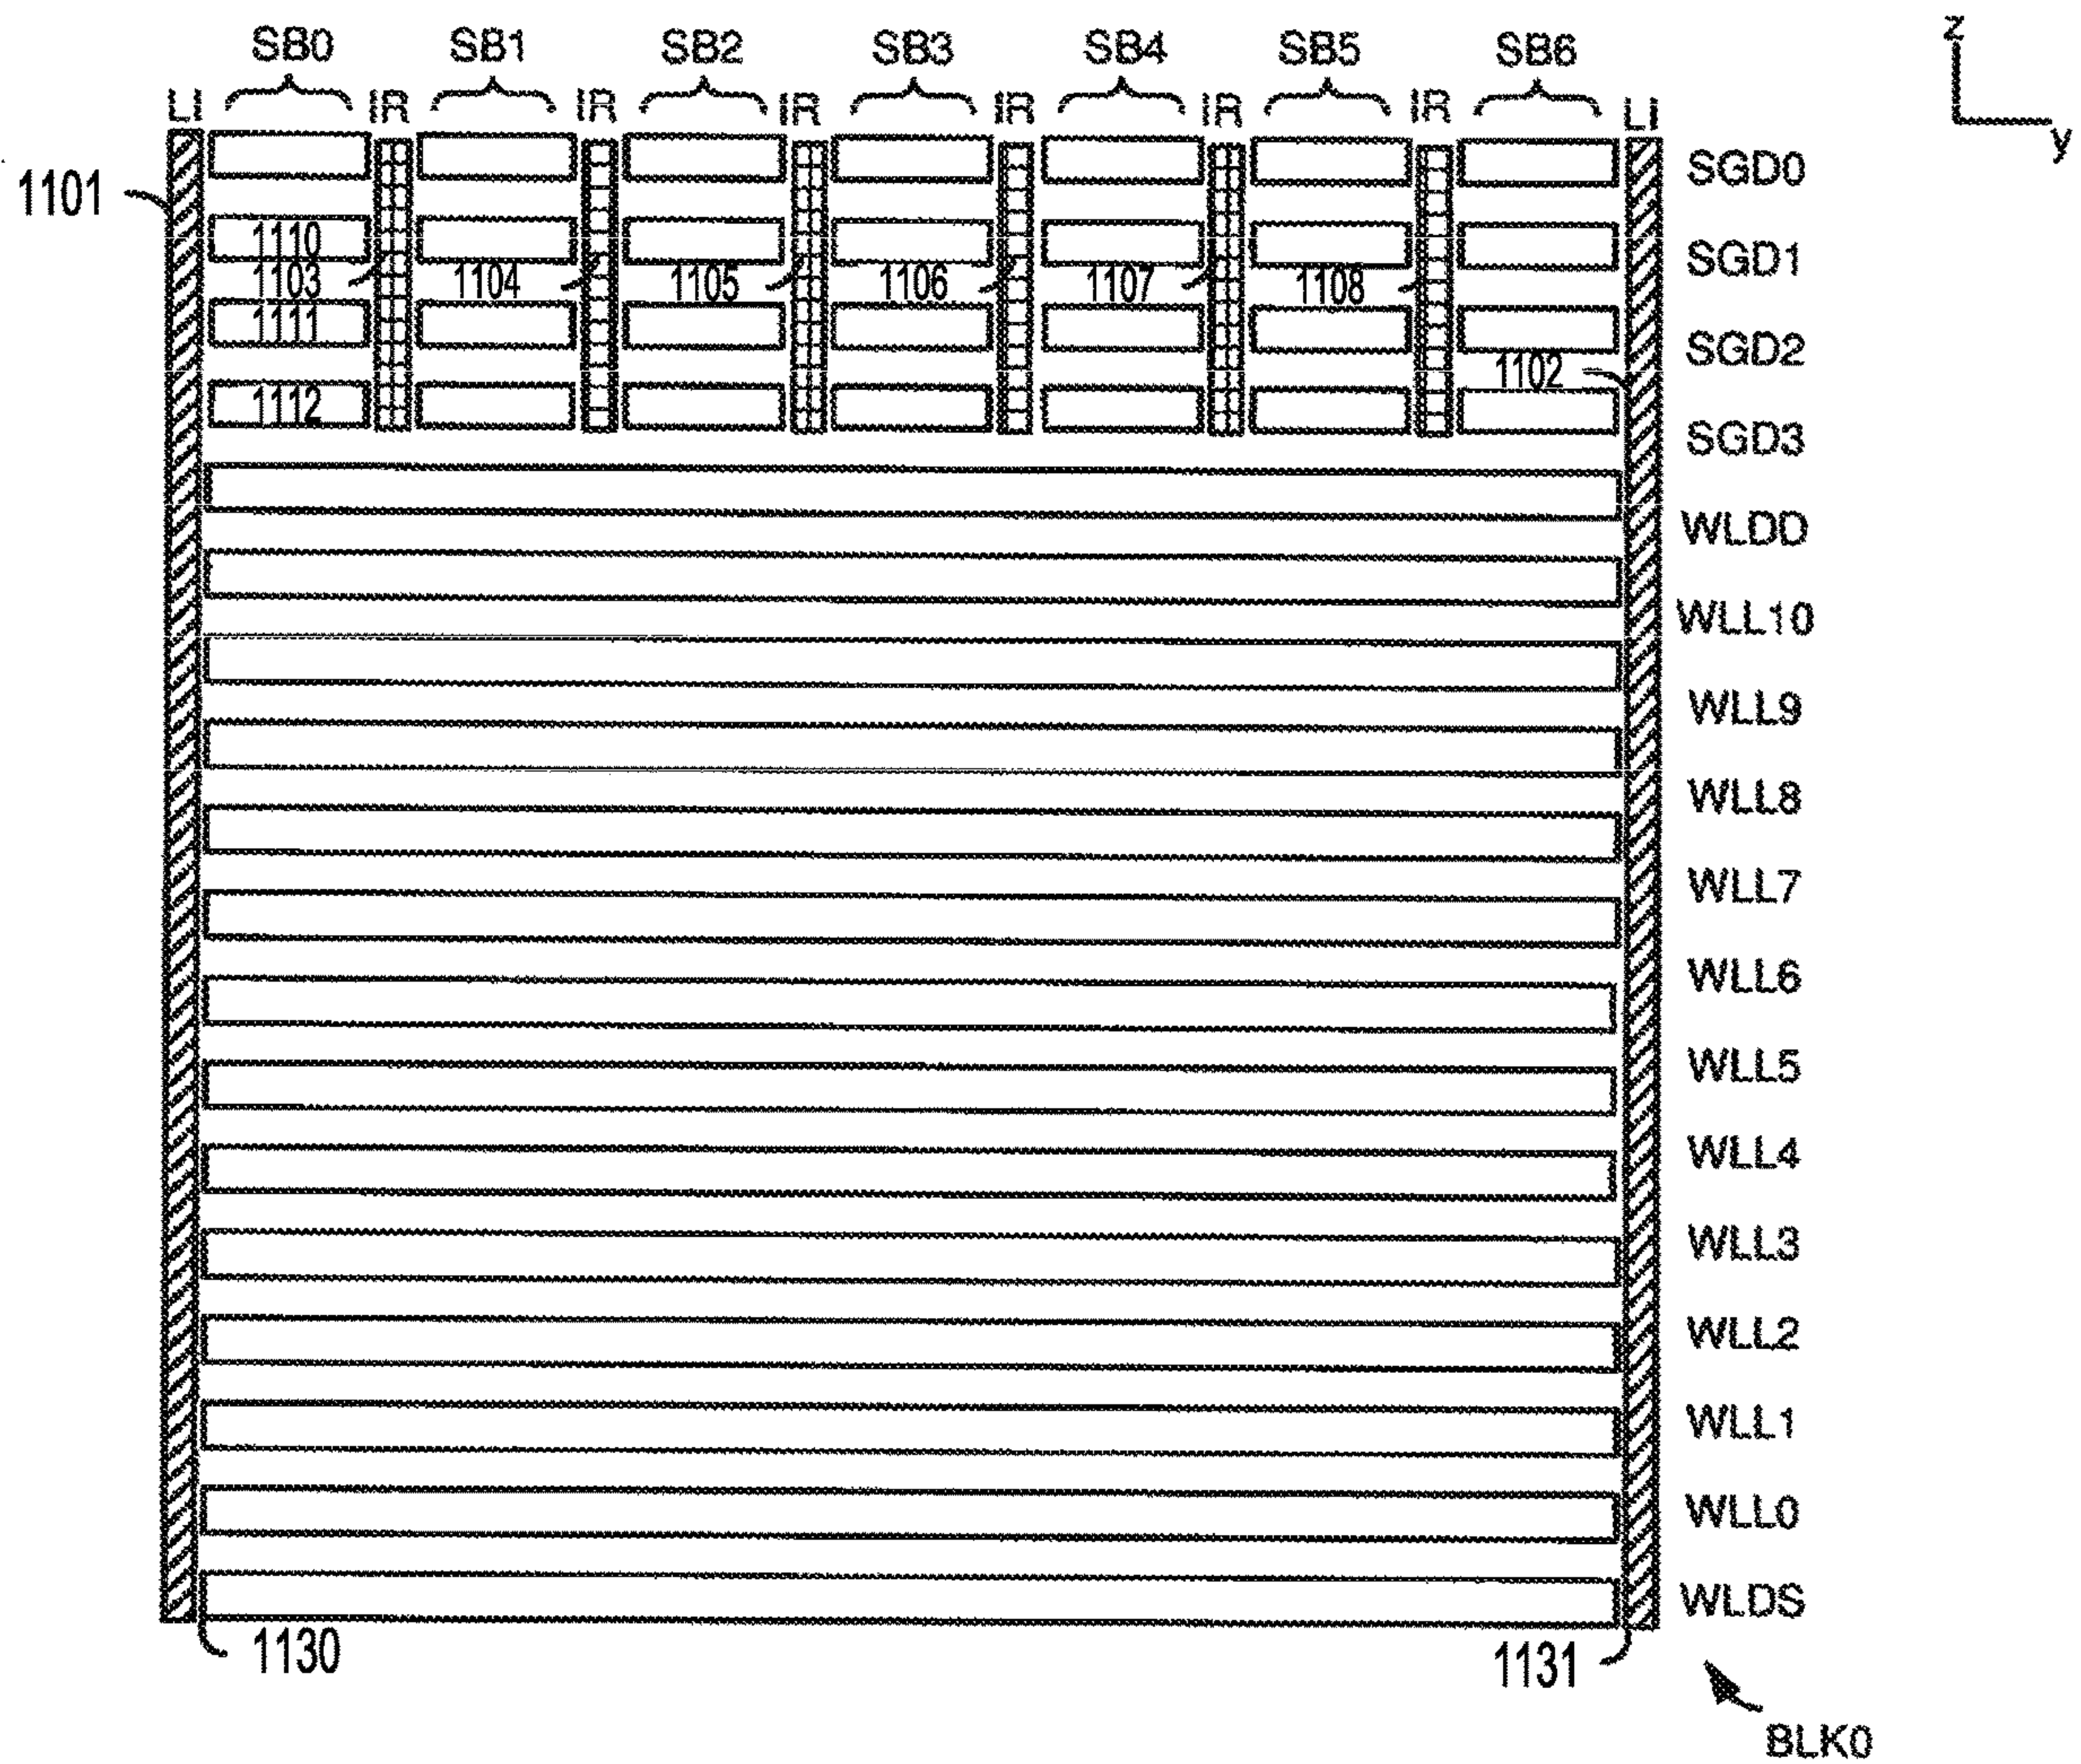 SB0 SB1 SB2 SB3 SB4 SB5 SB6 z
LI IR IR IR IR IR IR LI
y
SGD0
1101
1110 SGD1
1103 1104 1105 1106 1107 1108
1111 SGD2
1102
1112 SGD3
WLDD
WLL10
WLL9
WLL8
WLL7
WLL6
WLL5
WLL4
WLL3
WLL2
WLL1
WLL0
WLDS
1130 1131
BLK0